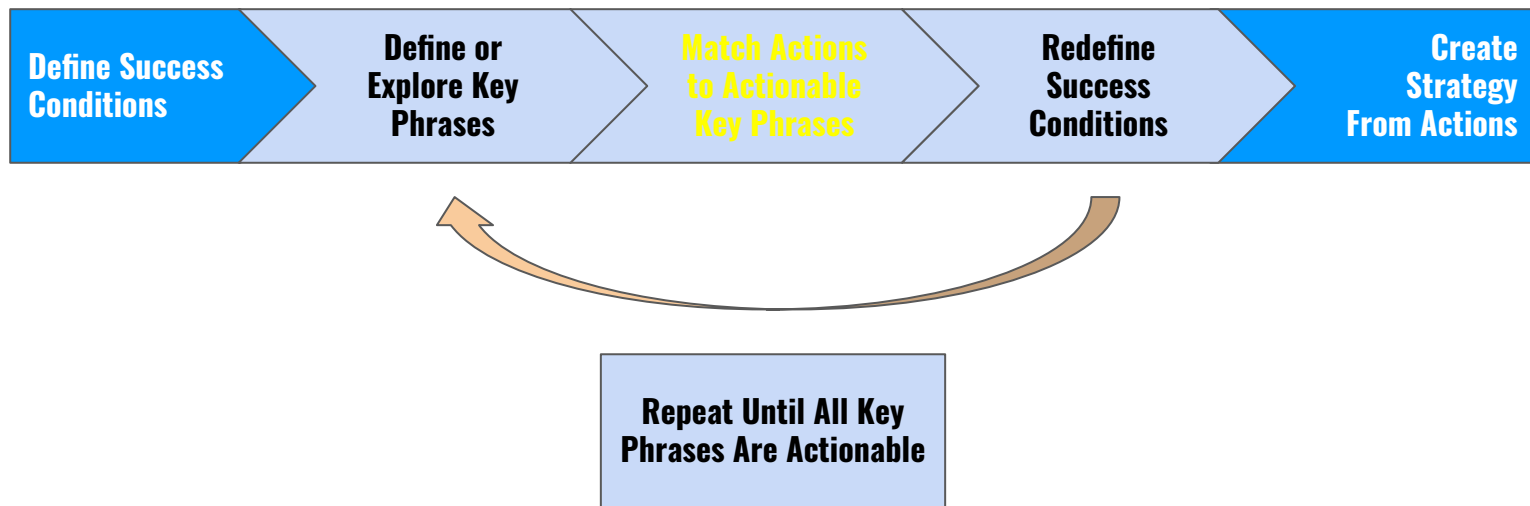 Define Success
Conditions
Define or
Explore Key
Phrases
Match Actions
to Actionable
Key Phrases
Redefine
Success
Conditions
Create
Strategy
From Actions
Repeat Until All Key
Phrases Are Actionable